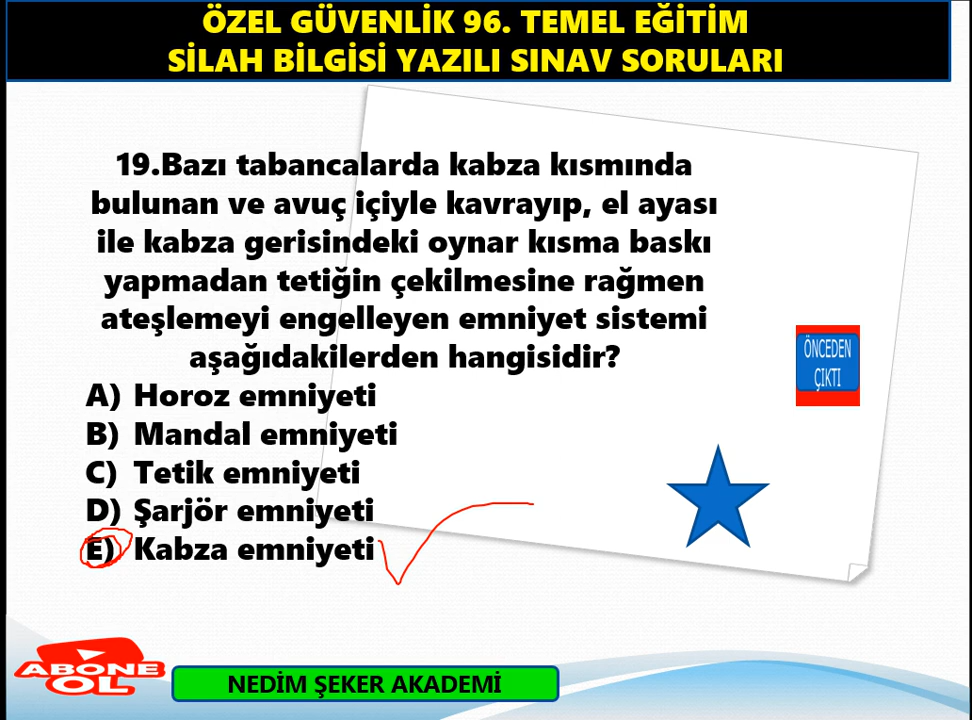 ÖZEL GÜVENLİK 96. TEMEL EĞİTİM
SİLAH BİLGİSİ YAZILI SINAV SORULARI
19.Bazı tabancalarda kabza kısmında
bulunan ve avuç içiyle kavrayıp, el ayası
ile kabza gerisindeki oynar kısma baskı
yapmadan tetiğin çekilmesine rağmen
ateşlemeyi engelleyen emniyet sistemi
aşağıdakilerden hangisidir?
A) Horoz emniyeti
B) Mandal emniyeti
C) Tetik emniyeti
D) Şarjör emniyeti
E) Kabza emniyeti
ÖNCEDEN
ÇIKTI
ABONE
OL
NEDİM ŞEKER AKADEMİ